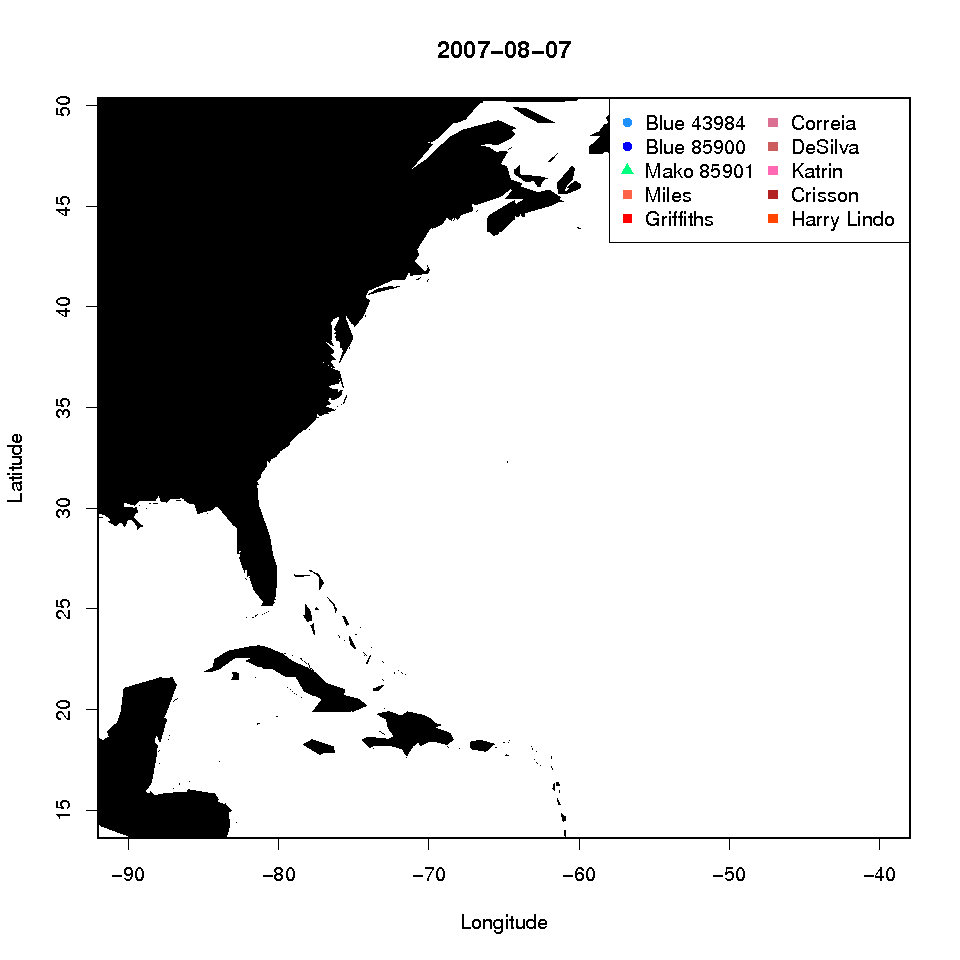 2007−08−07
50
45
40
35
30
25
20
15
Latitude
Blue 43984
Blue 85900
Mako 85901
Miles
Griffiths
Correia
DeSilva
Katrin
Crisson
Harry Lindo
−90
−80
−70
−60
−50
−40
Longitude